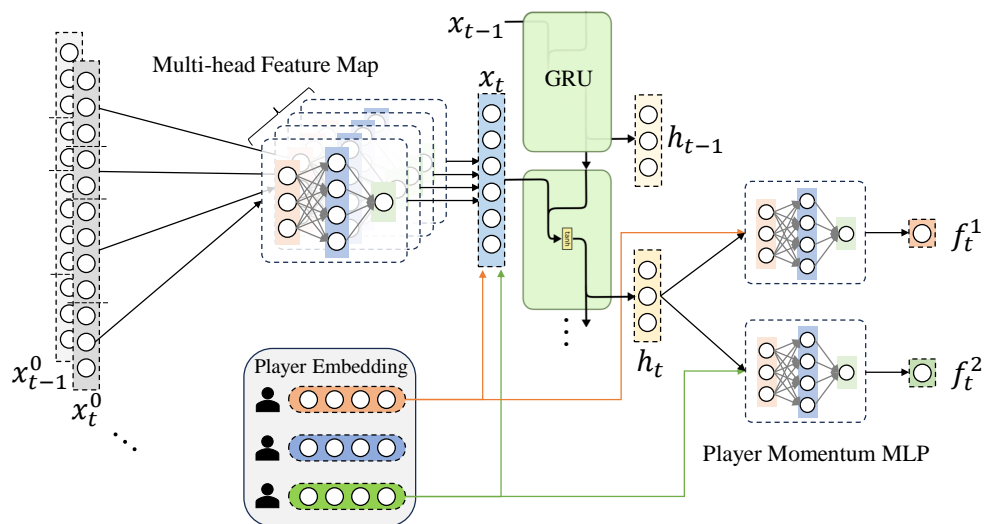 Multi-head Feature Map
x_{t-1}
GRU
x_t
h_{t-1}
tanh
f_t^1
h_t
f_t^2
x_{t-1}^0
x_t^0
Player Embedding
Player Momentum MLP